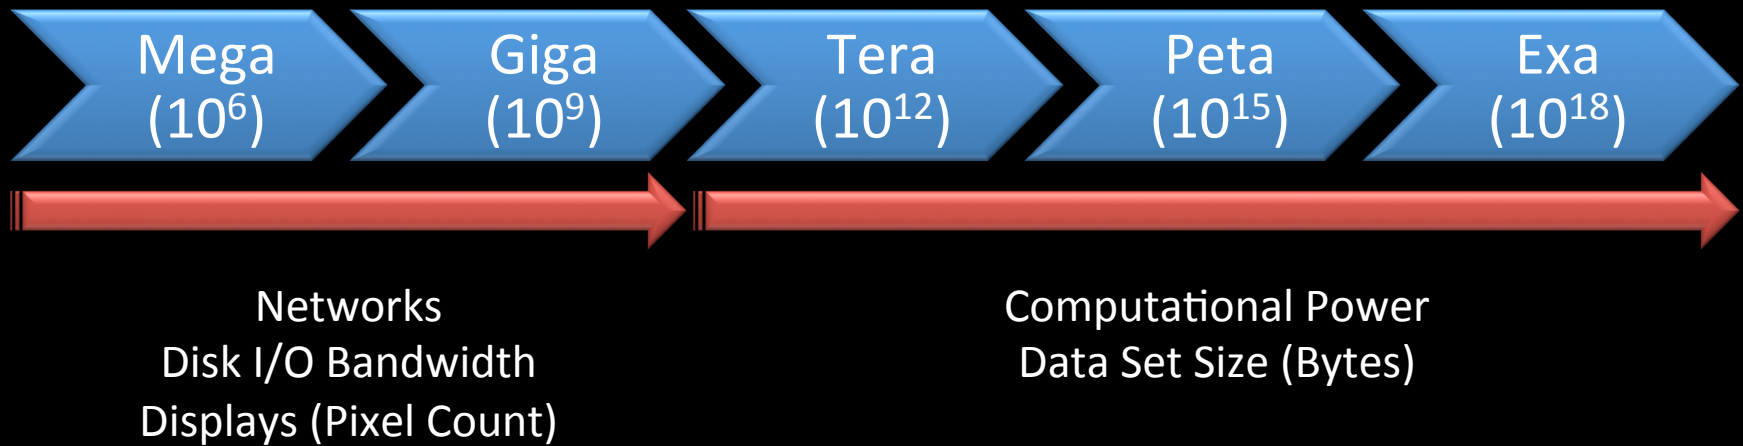 Mega
(10⁶)
Giga
(10⁹)
Tera
(10¹²)
Peta
(10¹⁵)
Exa
(10¹⁸)
Networks
Disk I/O Bandwidth
Displays (Pixel Count)
Computational Power
Data Set Size (Bytes)